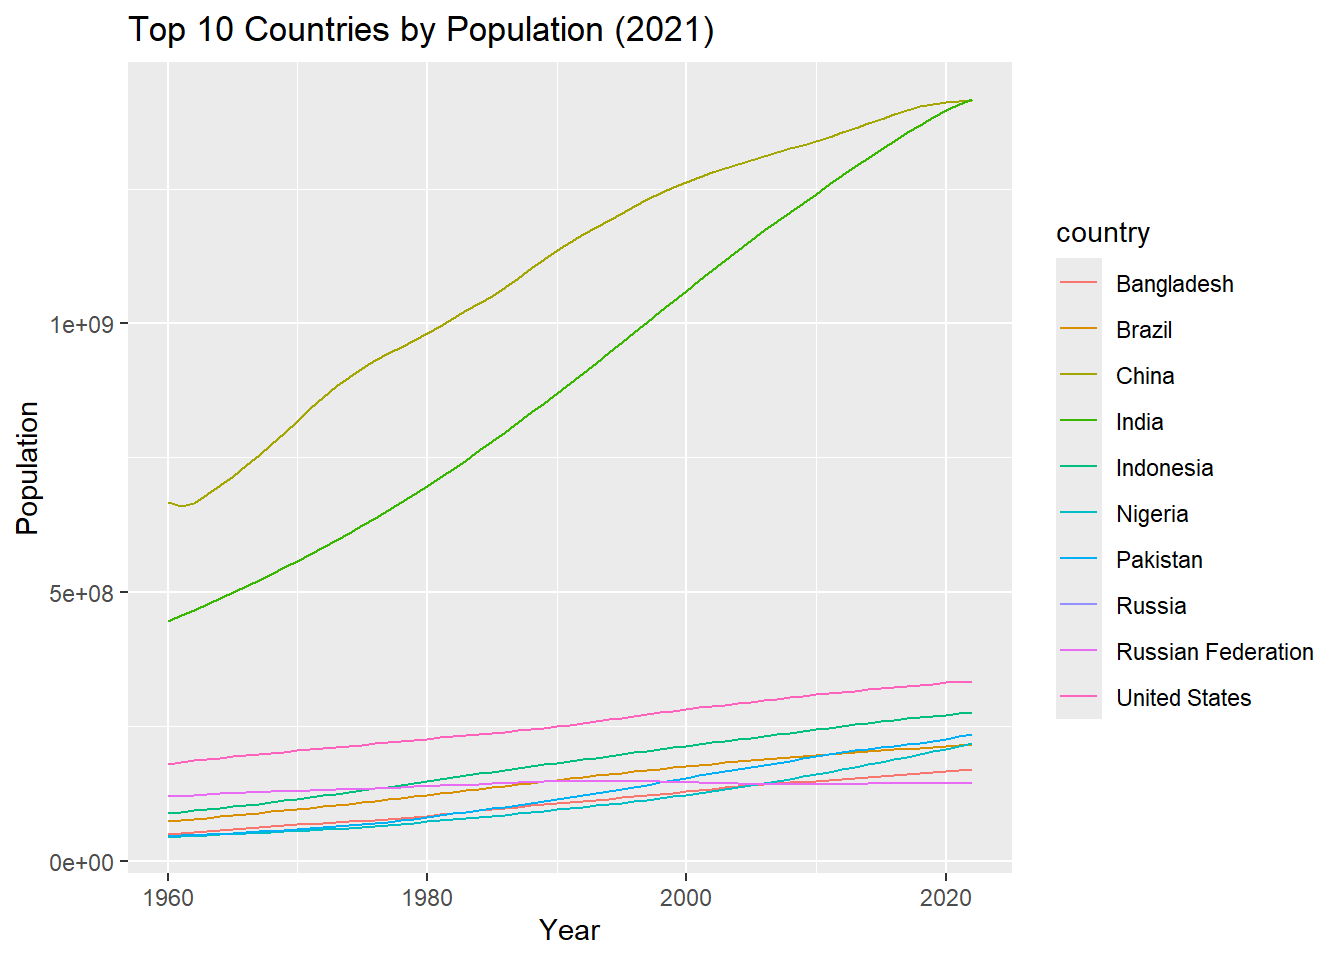 Top 10 Countries by Population (2021)
Population
1e+09
5e+08
0e+00
1960 1980 2000 2020
Year
country
Bangladesh
Brazil
China
India
Indonesia
Nigeria
Pakistan
Russia
Russian Federation
United States